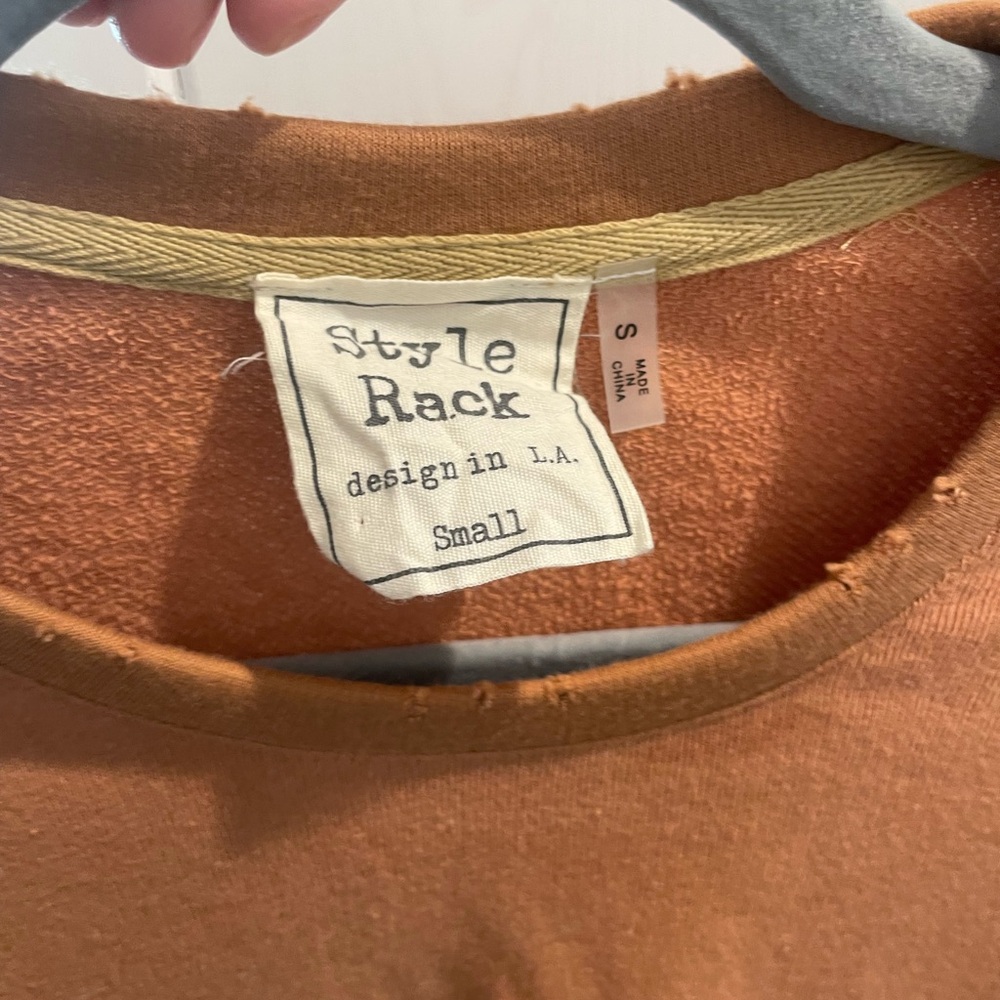 Style
Rack
design in L.A.
Small
S
MADE
IN
CHINA